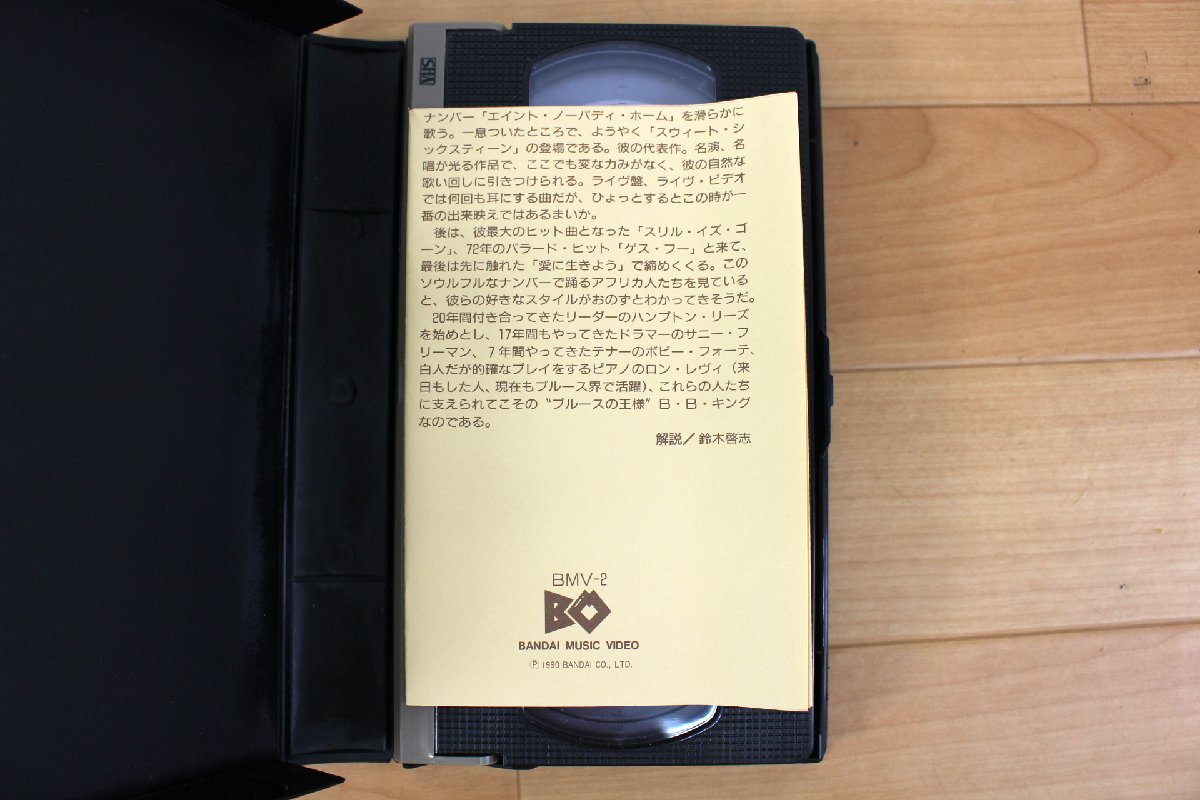 VHS
ナンバー「エイント・ノーバディ・ホーム」を滑らかに
歌う。一息ついたところで、ようやく「スウィート・シ
ックスティーン」の登場である。彼の代表作。名演、名
唱が光る作品で、ここでも変な力みがなく、彼の自然な
歌い回しに引きつけられる。ライヴ盤、ライヴ・ビデオ
では何回も耳にする曲だが、ひょっとするとこの時が一
番の出来映えではあるまいか。
後は、彼最大のヒット曲となった「スリル・イズ・ゴ
ーン」、72年のバラード・ヒット「ゲス・フー」と来て、
最後は先に触れた「愛に生きよう」で締めくくる。この
ソウルフルなナンバーで踊るアフリカ人たちを見ている
と、彼らの好きなスタイルがおのずとわかってきそうだ。
20年間付き合ってきたリーダーのハンプトン・リーズ
を始めとし、17年間もやってきたドラマーのサニー・フ
リーマン、7年間やってきたテナーのボビー・フォーテ、
白人だが的確なプレイをするピアノのロン・レヴィ（来
日もした人、現在もブルース界で活躍）、これらの人たち
に支えられてこその〝ブルースの王様〟B・B・キング
なのである。
解説／鈴木啓志
BMV-2
BANDAI MUSIC VIDEO
Ⓟ 1990 BANDAI CO., LTD.